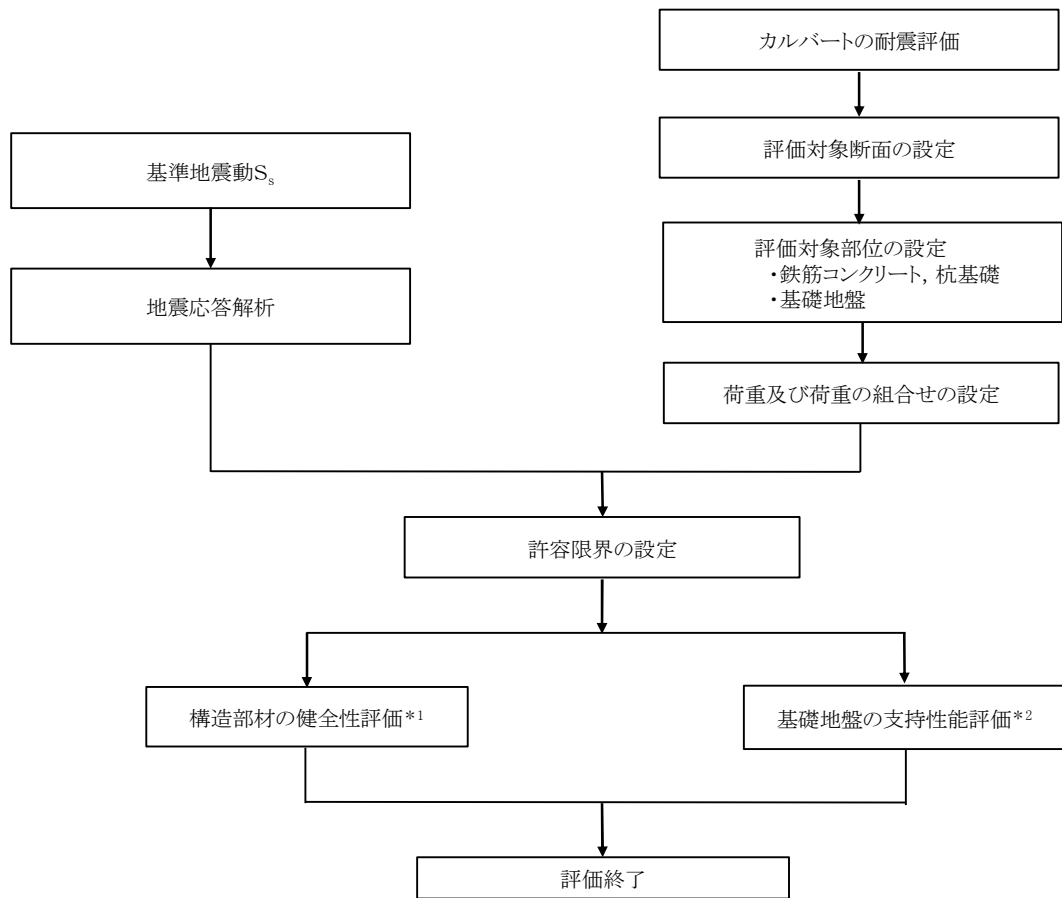 カルバートの耐震評価
評価対象断面の設定
基準地震動Ss
評価対象部位の設定
・鉄筋コンクリート, 杭基礎
・基礎地盤
地震応答解析
荷重及び荷重の組合せの設定
許容限界の設定
構造部材の健全性評価*1
基礎地盤の支持性能評価*2
評価終了